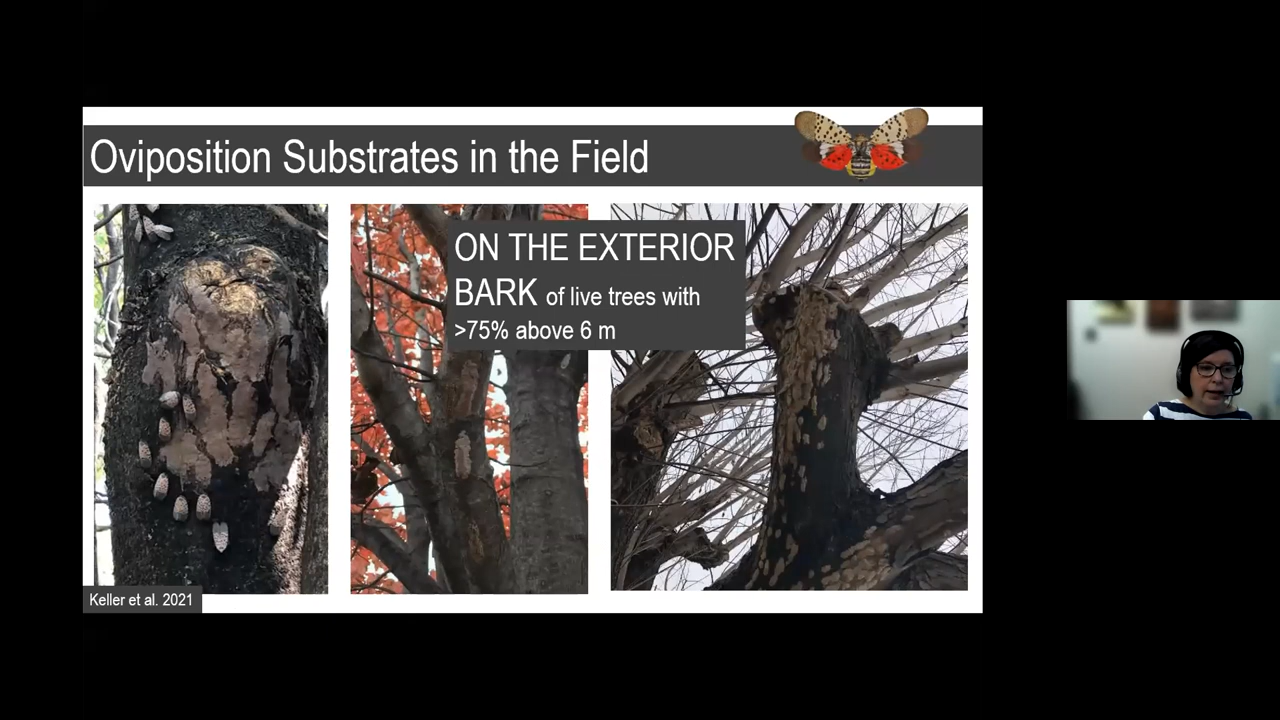 Oviposition Substrates in the Field
ON THE EXTERIOR
BARK of live trees with
>75% above 6 m
Keller et al. 2021